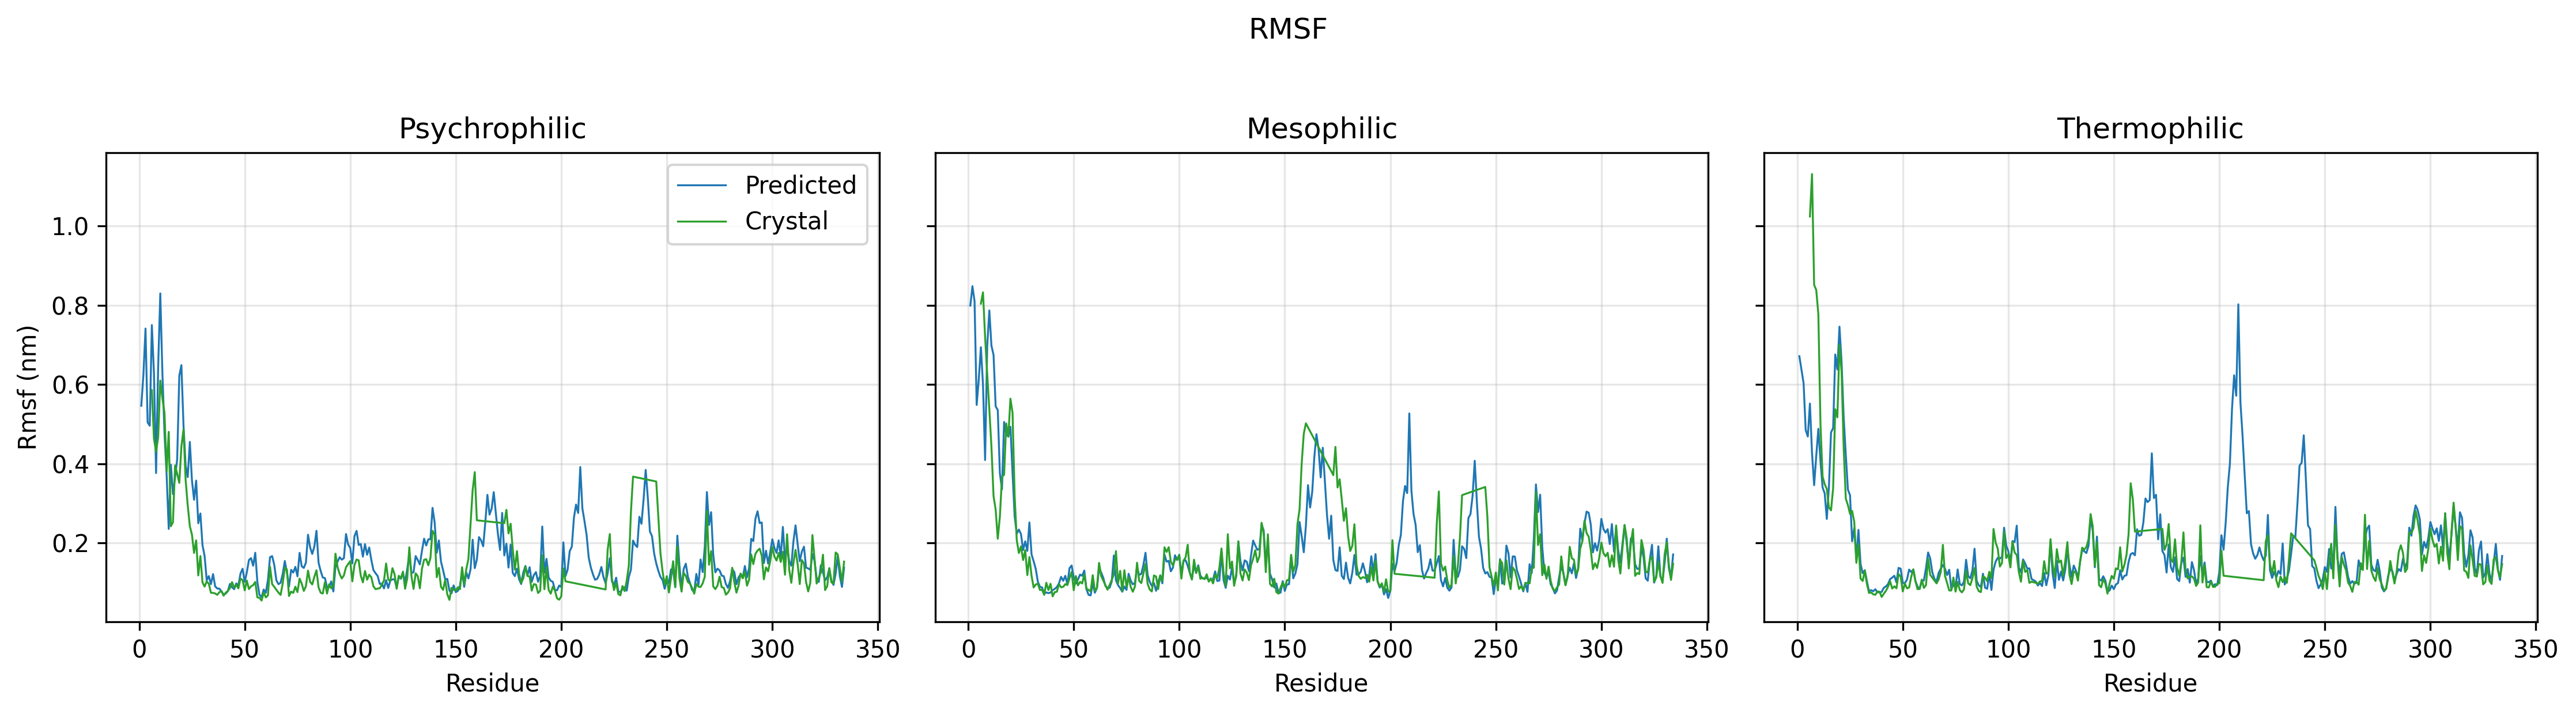 RMSF
Psychrophilic
Mesophilic
Thermophilic
Predicted
Crystal
Rmsf (nm)
1.0
0.8
0.6
0.4
0.2
0 50 100 150 200 250 300 350
0 50 100 150 200 250 300 350
0 50 100 150 200 250 300 350
Residue
Residue
Residue